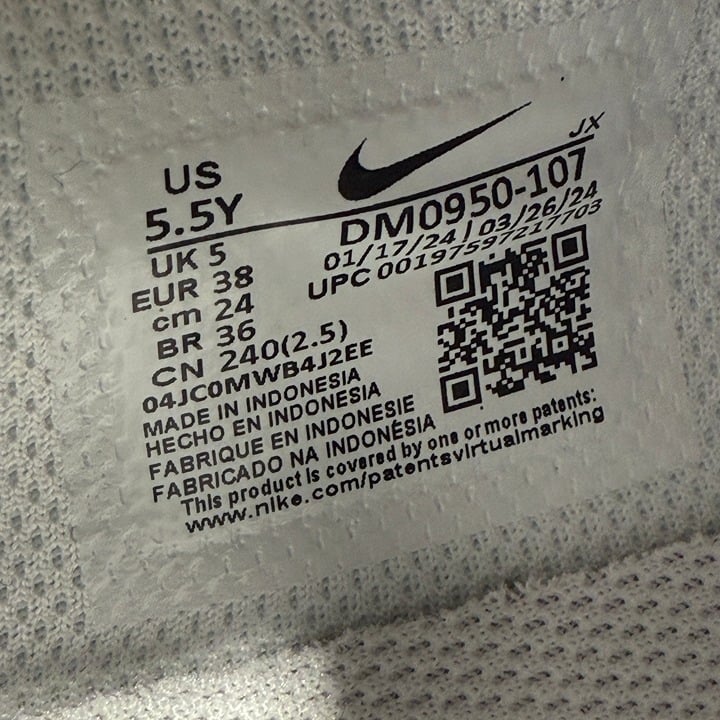 JX
US
5.5Y
DM0950-107
01/17/24 | 03/26/24
UPC 00197597217703
UK 5
EUR 38
cm 24
BR 36
CN 240(2.5)
04JC0MWB4J2EE
MADE IN INDONESIA
HECHO EN INDONESIA
FABRIQUE EN INDONESIE
FABRICADO NA INDONÉSIA
This product is covered by one or more patents:
www.nike.com/patentsvirtualmarking